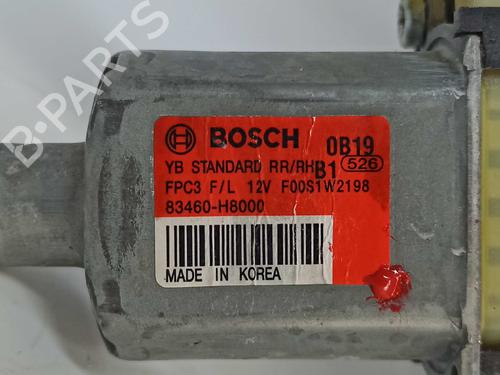 B-PARTS
BOSCH 0B19
YB STANDARD RR/RH B1 526
FPC3 F/L 12V F00S1W2198
83460-H8000
MADE IN KOREA